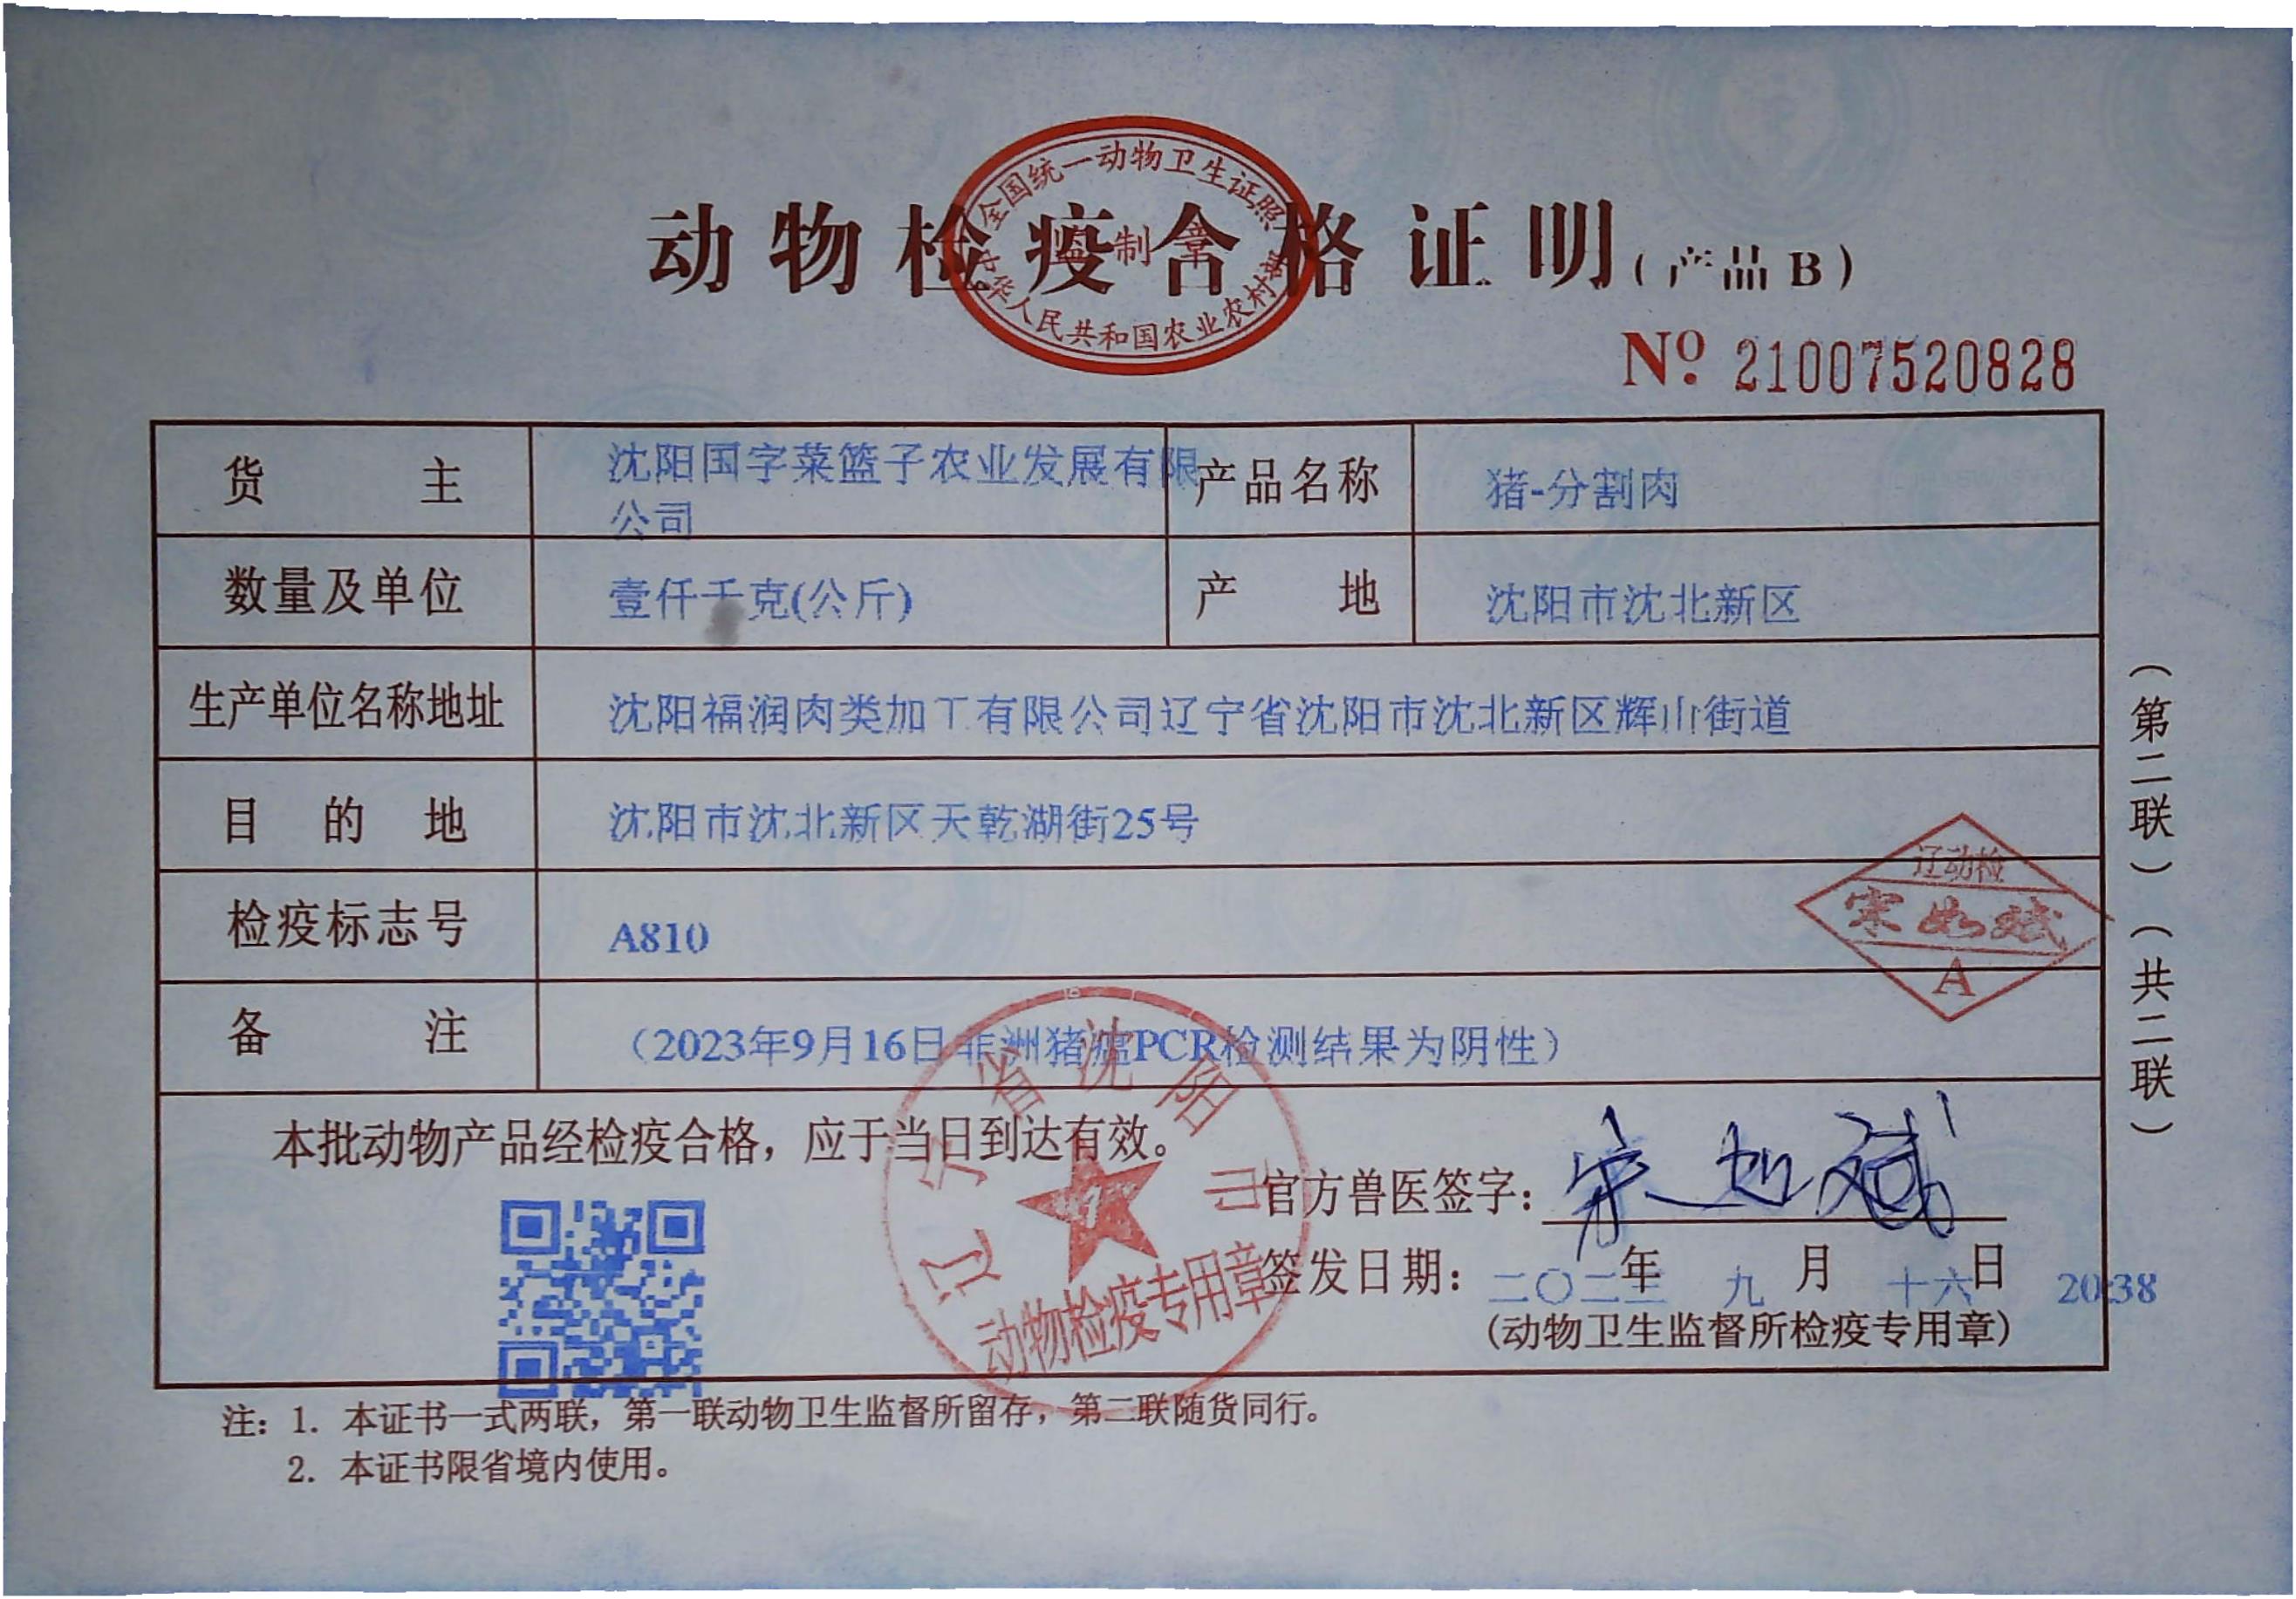 全国统一动物卫生证照
监制章
中华人民共和国农业农村部
动物检疫合格证明(产品B)
Nº 21007520828
货主 沈阳国字菜篮子农业发展有限公司 产品名称 猪-分割肉
数量及单位 壹仟千克(公斤) 产地 沈阳市沈北新区
生产单位名称地址 沈阳福润肉类加工有限公司辽宁省沈阳市沈北新区辉山街道
目的地 沈阳市沈北新区天乾湖街25号
检疫标志号 A810
辽动检
宋如斌
A
备注 (2023年9月16日非洲猪瘟PCR检测结果为阴性)
本批动物产品经检疫合格，应于当日到达有效。
官方兽医签字：宋如斌
签发日期：二〇二三年九月十六日 20:38
(动物卫生监督所检疫专用章)
动物检疫专用章
注：1. 本证书一式两联，第一联动物卫生监督所留存，第二联随货同行。
2. 本证书限省境内使用。
(第二联)(共二联)